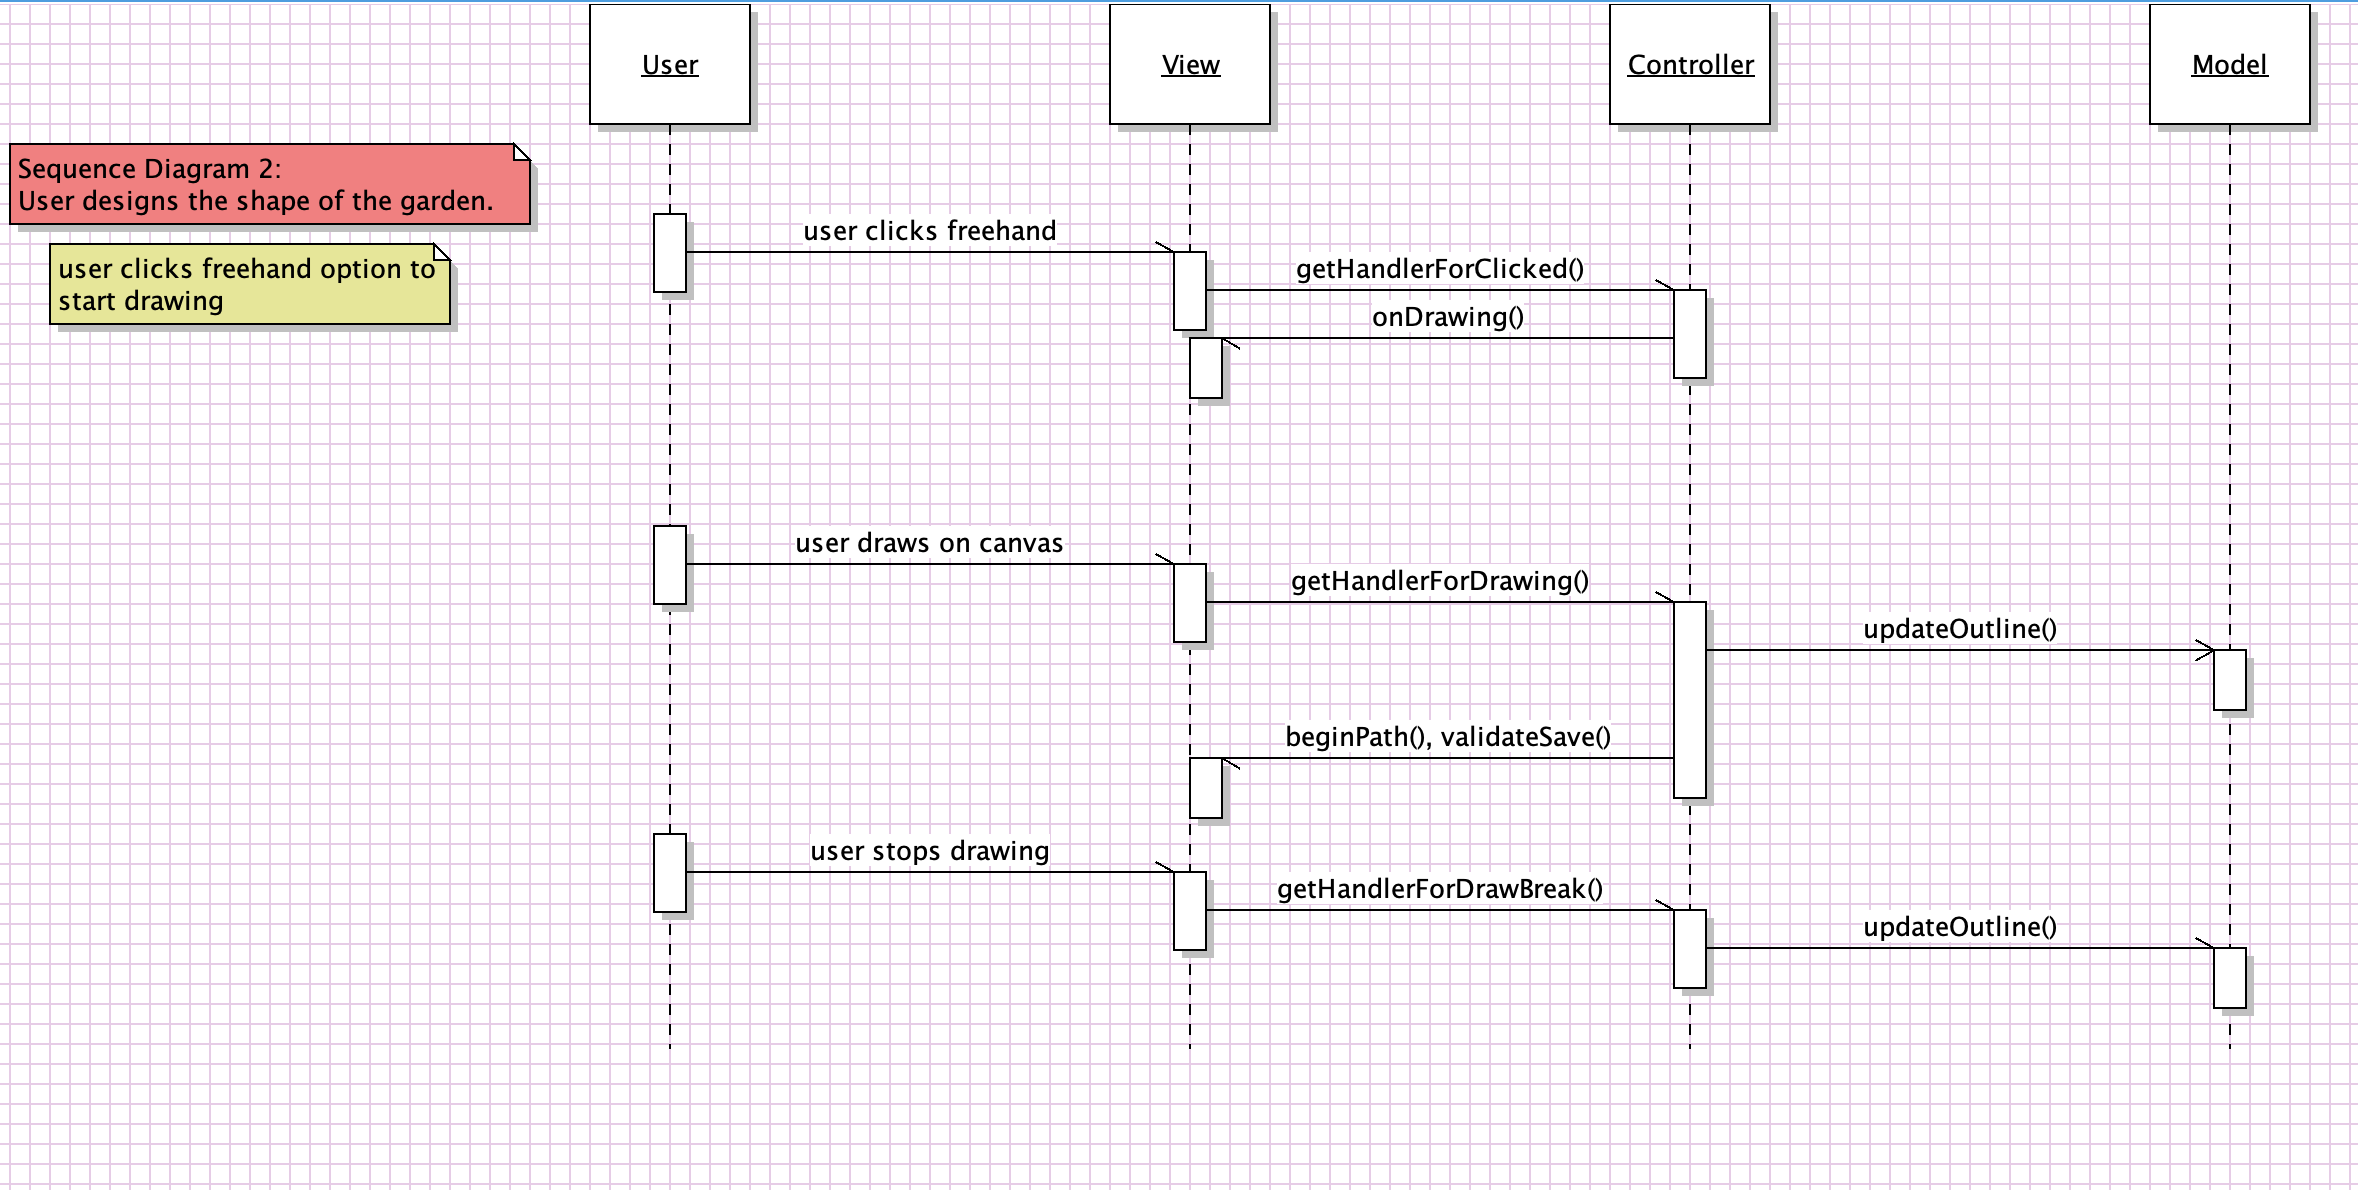 User
View
Controller
Model
Sequence Diagram 2:
User designs the shape of the garden.
user clicks freehand option to
start drawing
user clicks freehand
getHandlerForClicked()
onDrawing()
user draws on canvas
getHandlerForDrawing()
updateOutline()
beginPath(), validateSave()
user stops drawing
getHandlerForDrawBreak()
updateOutline()